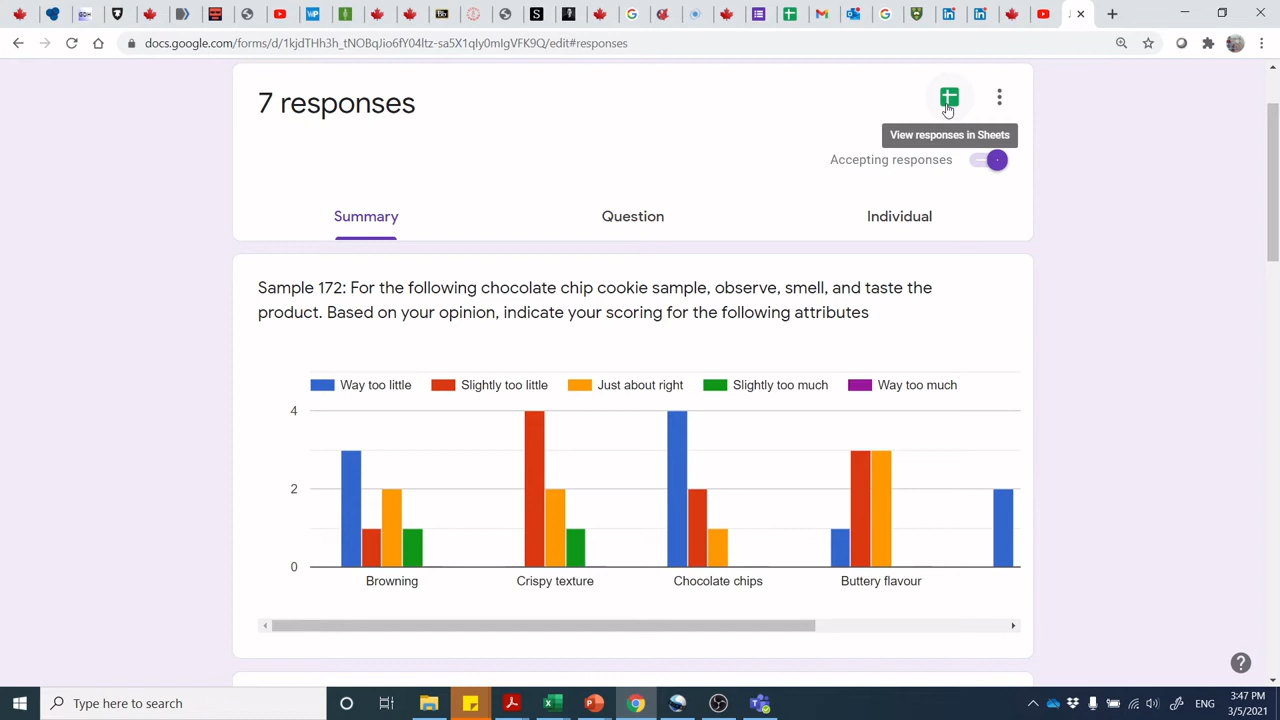 docs.google.com/forms/d/1kjdTHh3h_tNOBqJio6fY04ltz-sa5X1qly0mIgVFK9Q/edit#responses
7 responses
View responses in Sheets
Accepting responses
Summary Question Individual
Sample 172: For the following chocolate chip cookie sample, observe, smell, and taste the
product. Based on your opinion, indicate your scoring for the following attributes
Way too little Slightly too little Just about right Slightly too much Way too much
4
2
0
Browning Crispy texture Chocolate chips Buttery flavour
Type here to search
ENG
3:47 PM
3/5/2021